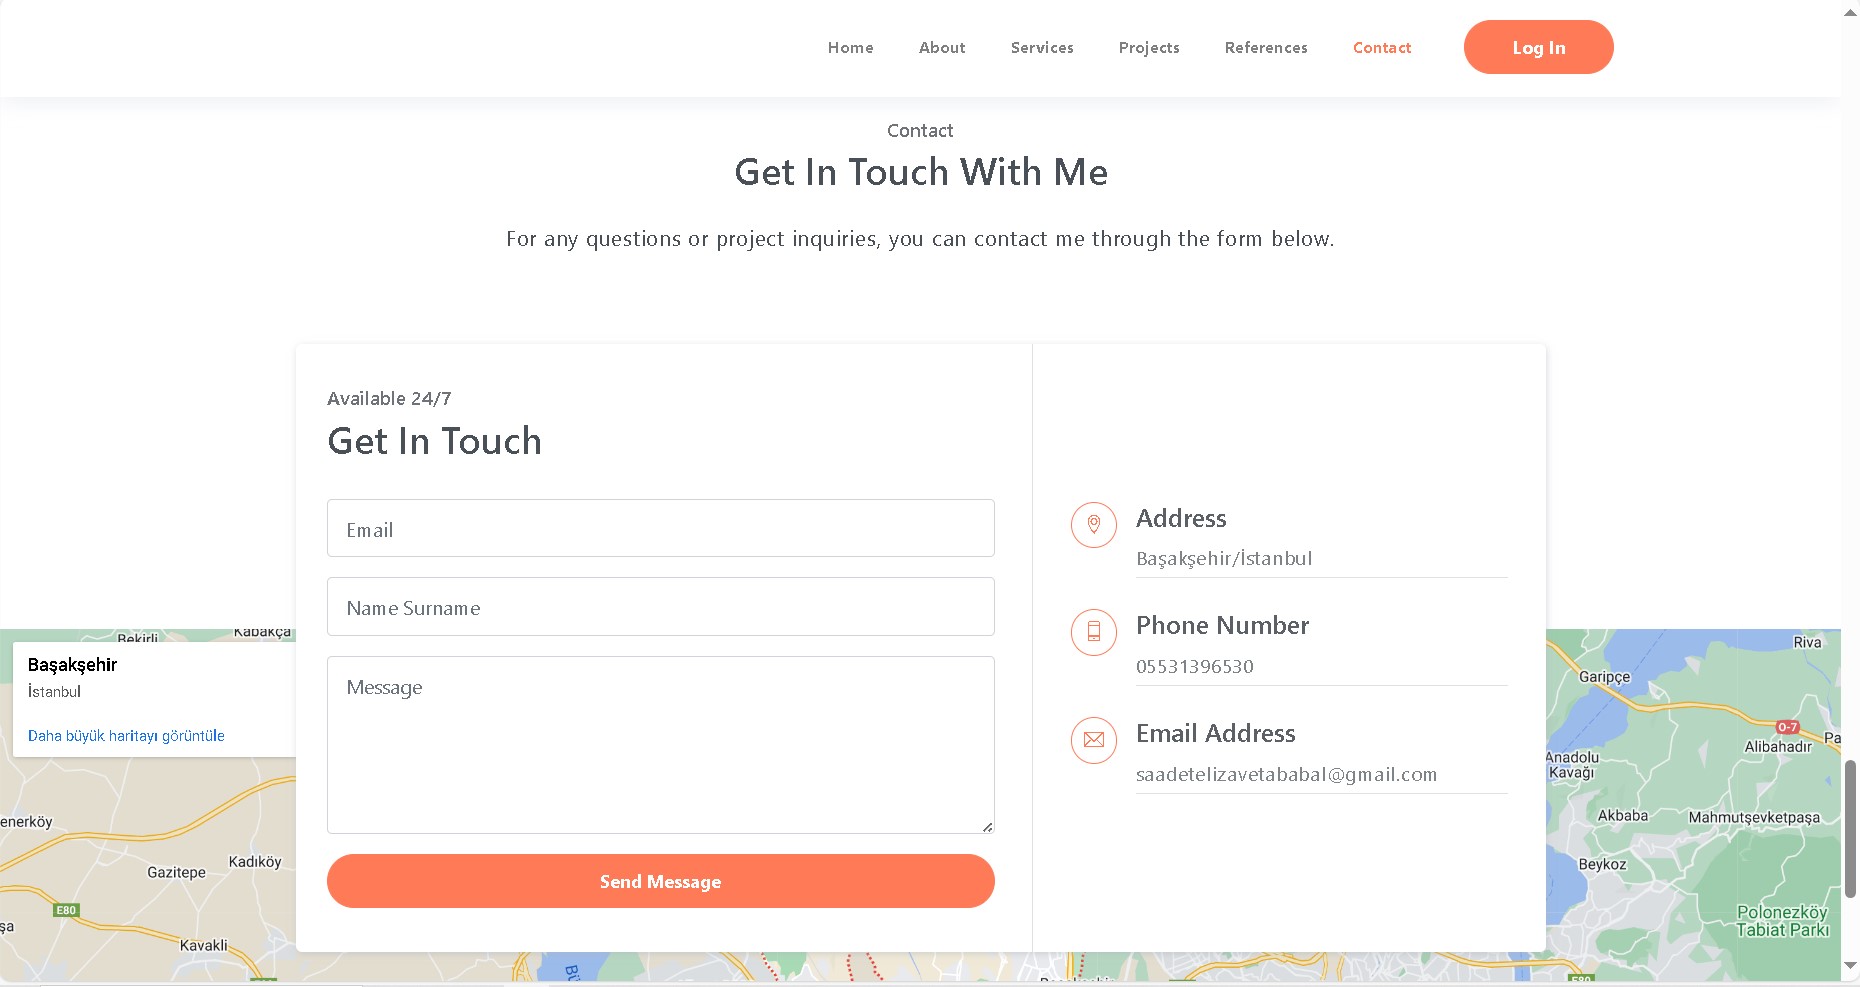 Home About Services Projects References Contact Log In
Contact
Get In Touch With Me
For any questions or project inquiries, you can contact me through the form below.
Available 24/7
Get In Touch
Email
Name Surname
Message
Send Message
Address
Başakşehir/İstanbul
Phone Number
05531396530
Email Address
saadetelizavetababal@gmail.com
Bekirli
Kabakça
Başakşehir
İstanbul
Daha büyük haritayı görüntüle
enerköy
Kadıköy
Gazitepe
E80
şa
Kavakli
Riva
Garipçe
O-7
Pa
Alibahadır
Anadolu
Kavağı
Akbaba
Mahmutşevketpaşa
Beykoz
Polonezköy
Tabiat Parkı
E80